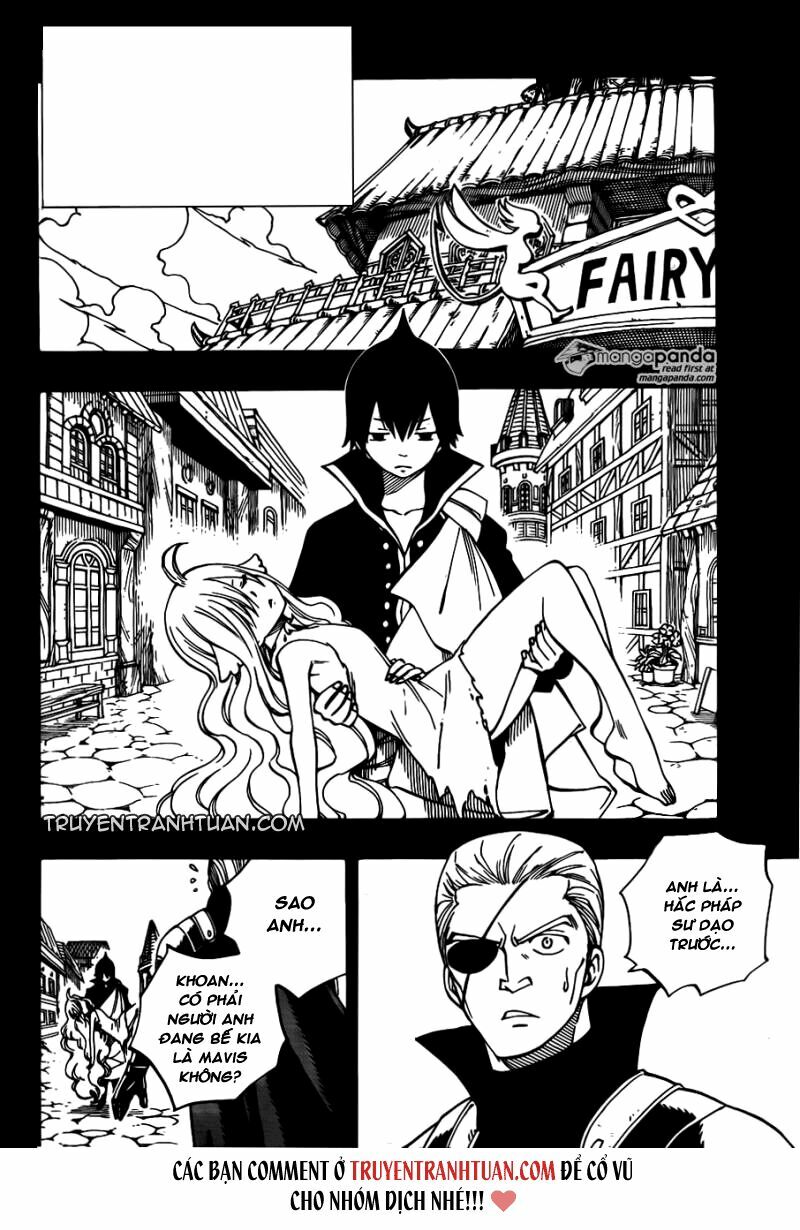 FAIRY
mangapanda
read first at
mangapanda.com
TRUYENTRANHTUAN.COM
ANH LÀ...
HẮC PHÁP
SƯ DẠO
TRƯỚC...
SAO
ANH...
KHOAN...
CÓ PHẢI
NGƯỜI ANH
ĐANG BẾ KIA
LÀ MAVIS
KHÔNG?
CÁC BẠN COMMENT Ở TRUYENTRANHTUAN.COM ĐỂ CỔ VŨ
CHO NHÓM DỊCH NHÉ!!!